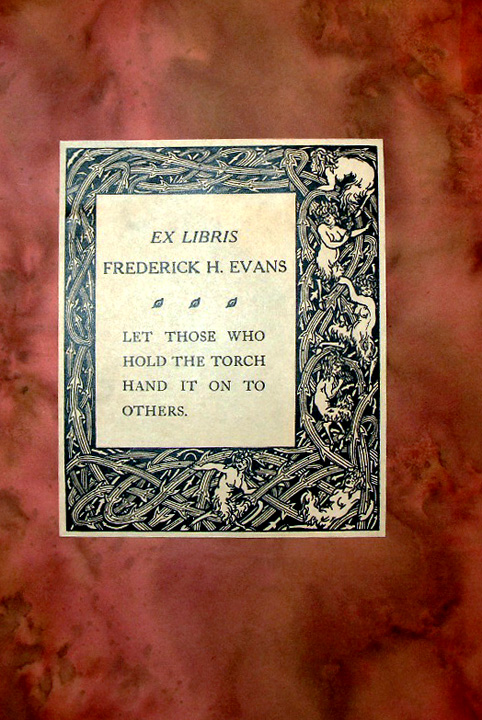 EX LIBRIS
FREDERICK H. EVANS
LET THOSE WHO
HOLD THE TORCH
HAND IT ON TO
OTHERS.